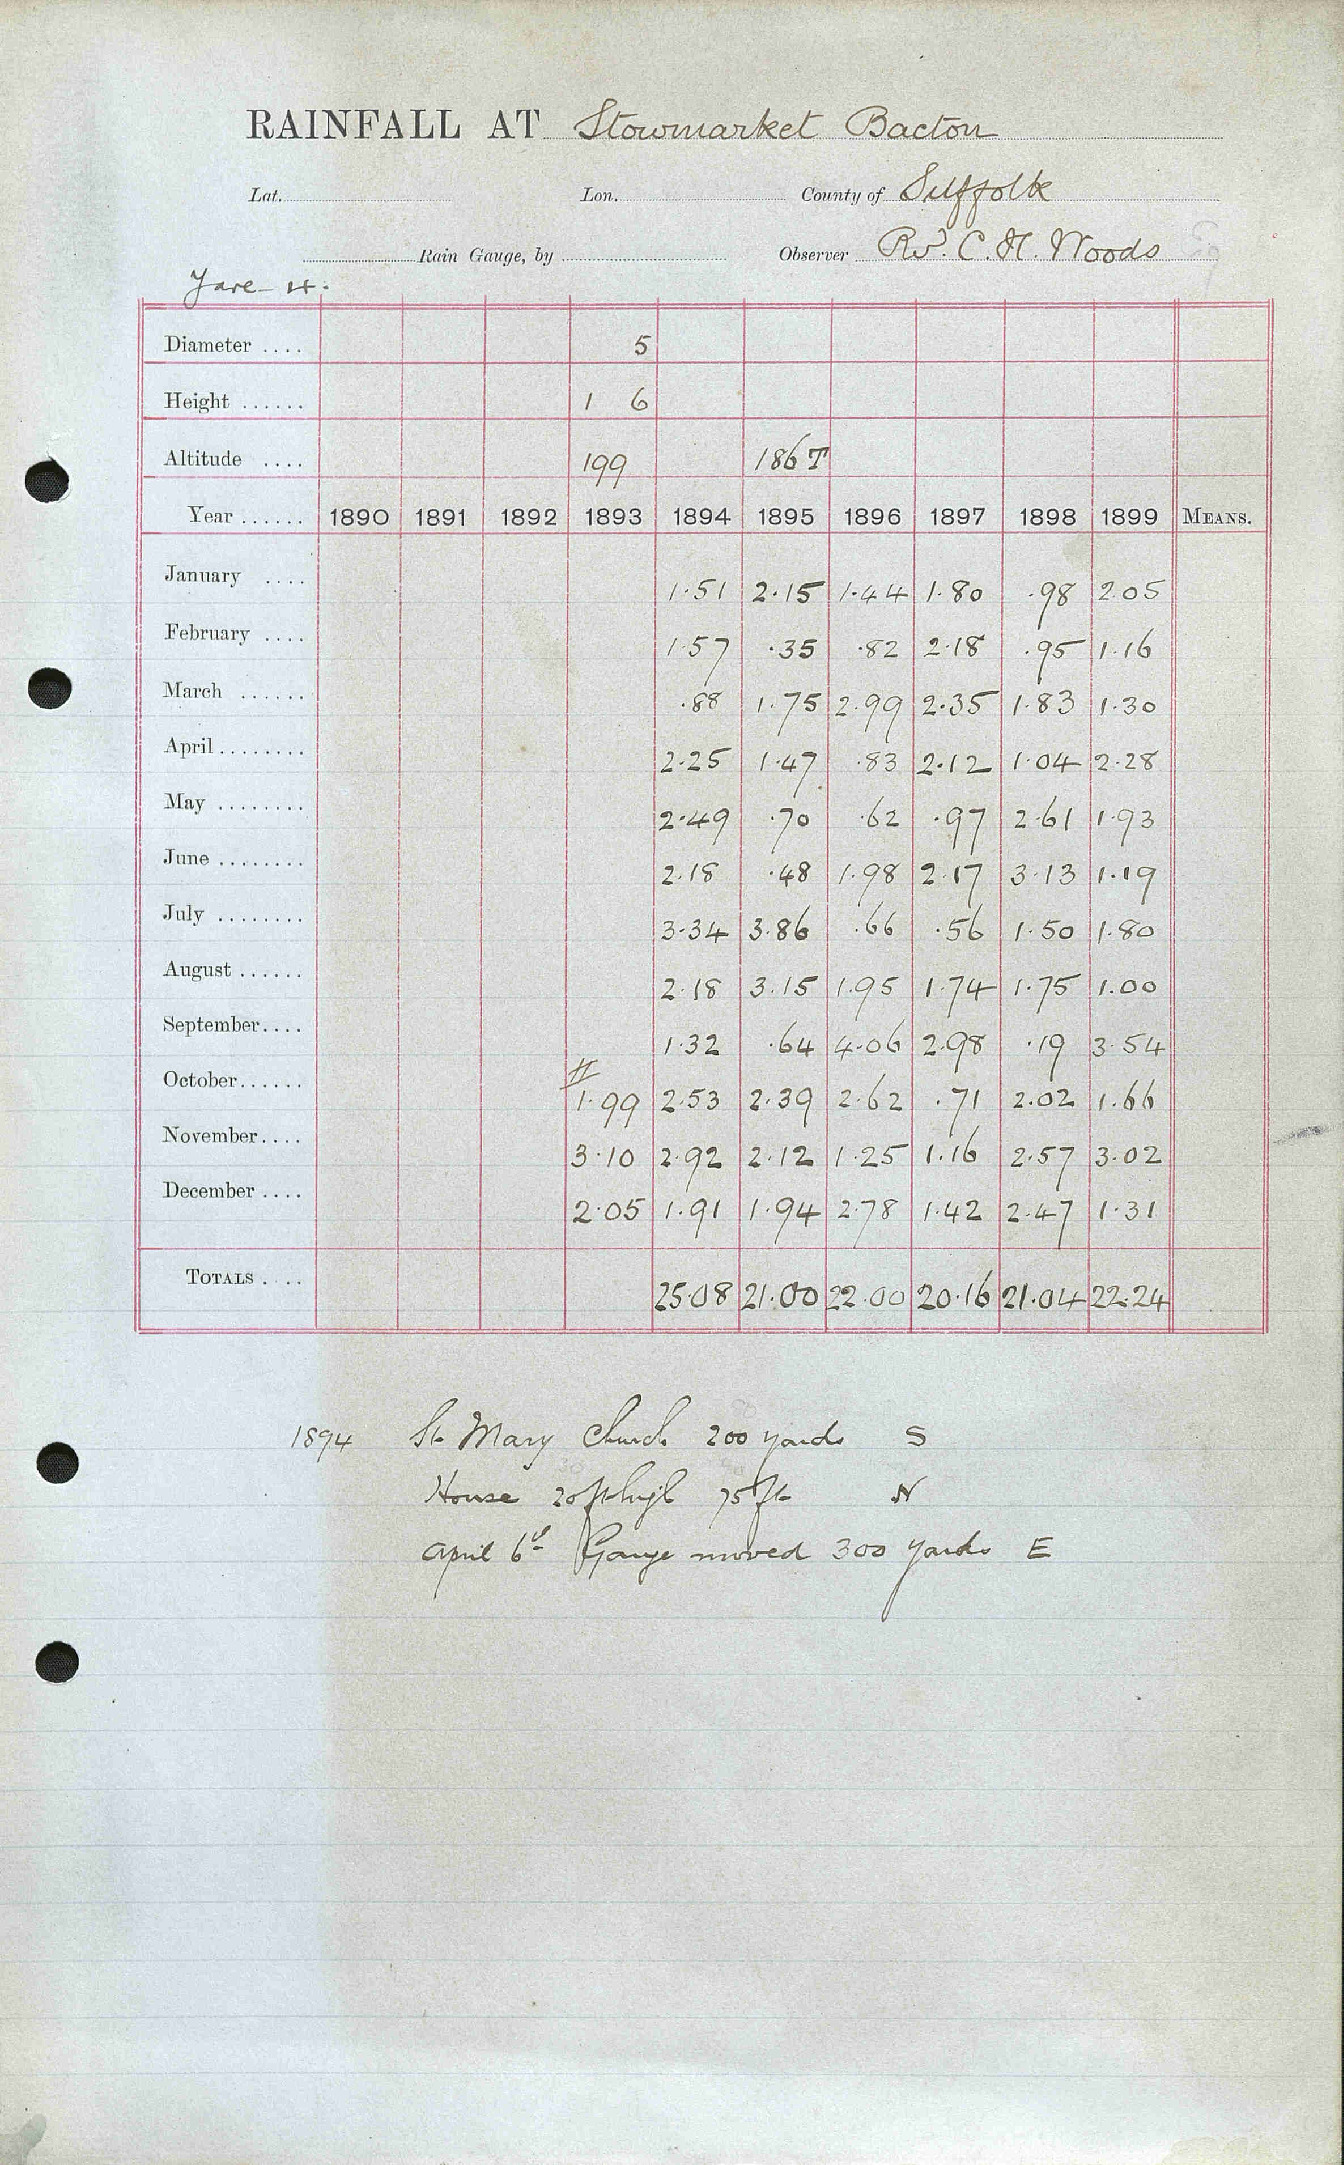 RAINFALL AT Stowmarket Bacton
Lat. Lon. County of Suffolk
Rain Gauge, by Observer Rev. C. H. Woods
Yare 4.
Diameter .... 5
Height ...... 1 6
Altitude .... 199 186 T
Year ...... 1890 1891 1892 1893 1894 1895 1896 1897 1898 1899 MEANS.
January .... 1.51 2.15 1.44 1.80 .98 2.05
February .... 1.57 .35 .82 2.18 .95 1.16
March ...... .88 1.75 2.99 2.35 1.83 1.30
April ........ 2.25 1.47 .83 2.12 1.04 2.28
May ........ 2.49 .70 .62 .97 2.61 1.93
June ........ 2.18 .48 1.98 2.17 3.13 1.19
July ........ 3.34 3.86 .66 .56 1.50 1.80
August ...... 2.18 3.15 1.95 1.74 1.75 1.00
September .... 1.32 .64 4.06 2.98 .19 3.54
October ...... 1.99 2.53 2.39 2.62 .71 2.02 1.66
November .... 3.10 2.92 2.12 1.25 1.16 2.57 3.02
December .... 2.05 1.91 1.94 2.78 1.42 2.47 1.31
TOTALS .... 25.08 21.00 22.00 20.16 21.04 22.24
1894 St. Mary Church 200 yards S
House 20 ft high 75 ft N
April 6th Gauge moved 300 yards E